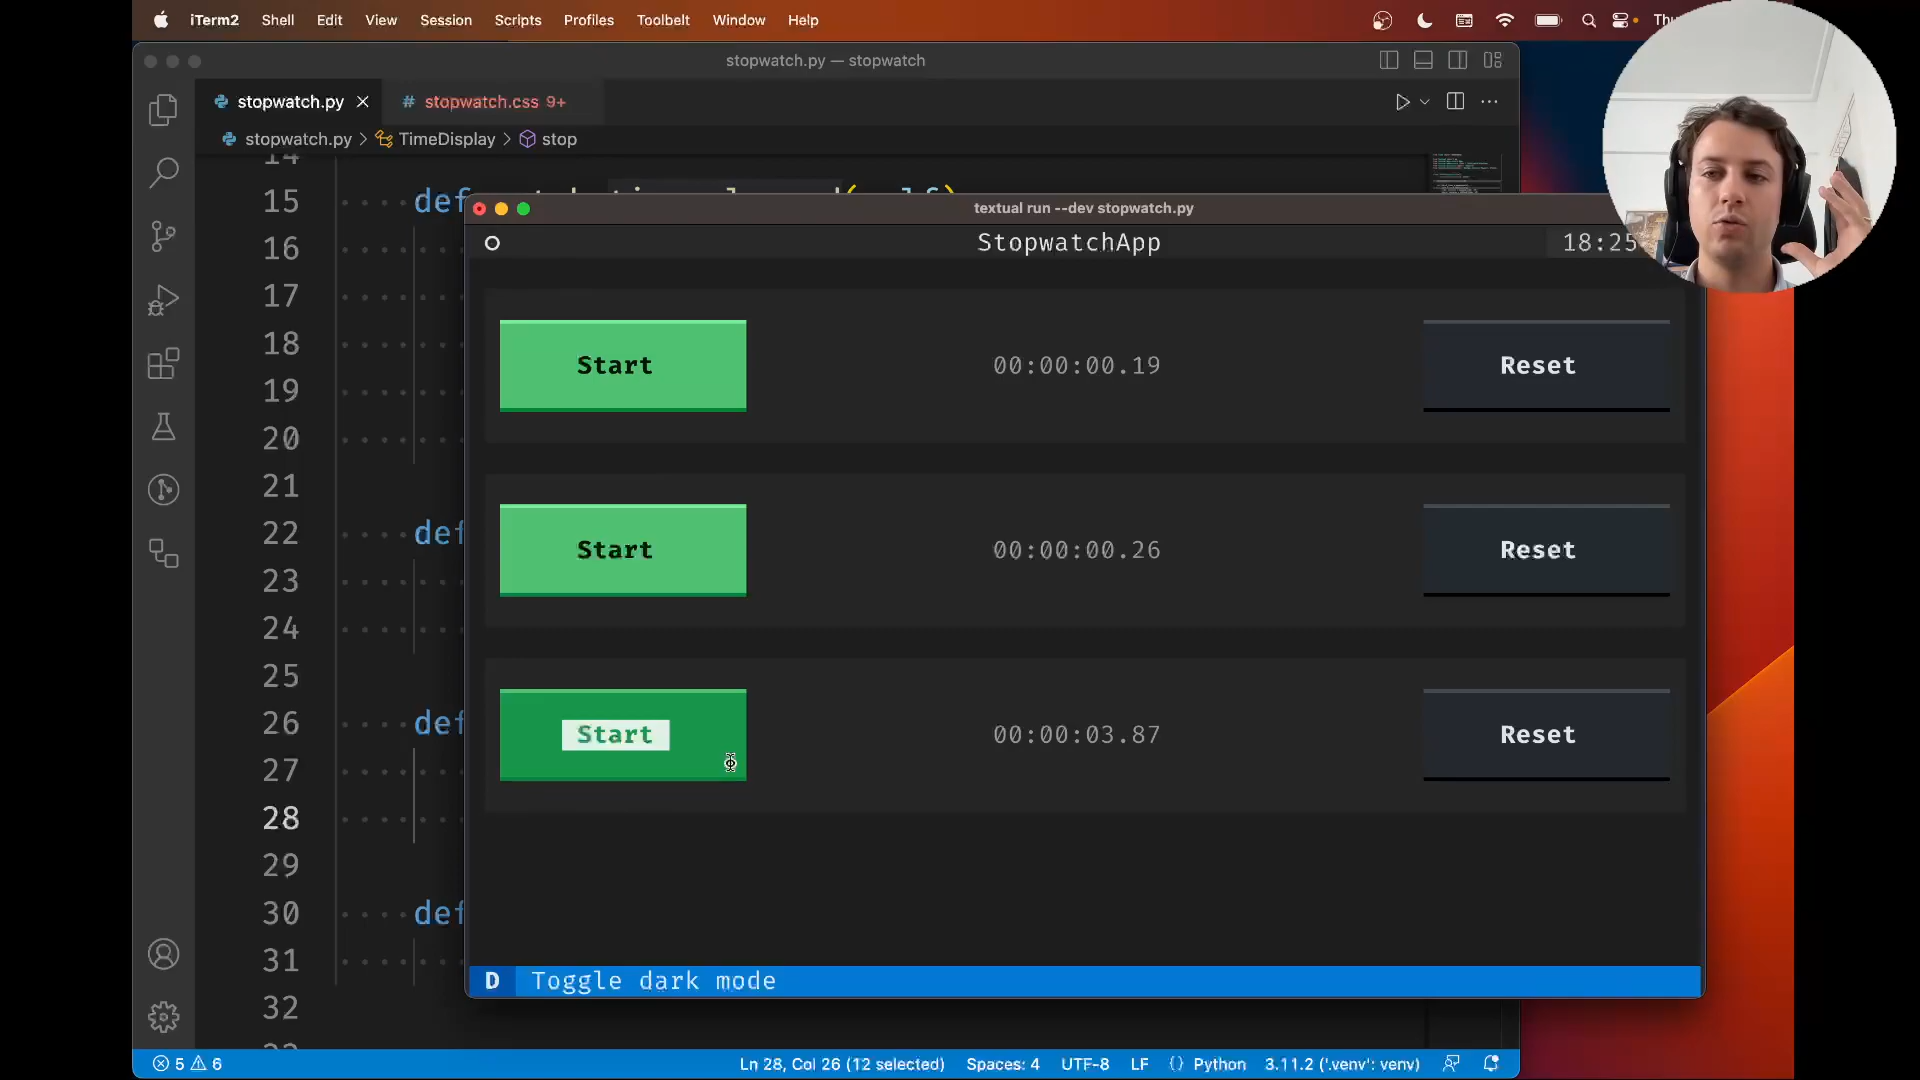 iTerm2 Shell Edit View Session Scripts Profiles Toolbelt Window Help
stopwatch.py — stopwatch
stopwatch.py
# stopwatch.css 9+
stopwatch.py > TimeDisplay > stop
14
15 def
16
17
18
19
20
21
22 def
23
24
25
26 def
27
28
29
30 def
31
32
textual run --dev stopwatch.py
StopwatchApp
18:25
Start 00:00:00.19 Reset
Start 00:00:00.26 Reset
Start 00:00:03.87 Reset
D Toggle dark mode
5 6 Ln 28, Col 26 (12 selected) Spaces: 4 UTF-8 LF {} Python 3.11.2 ('.venv': venv)